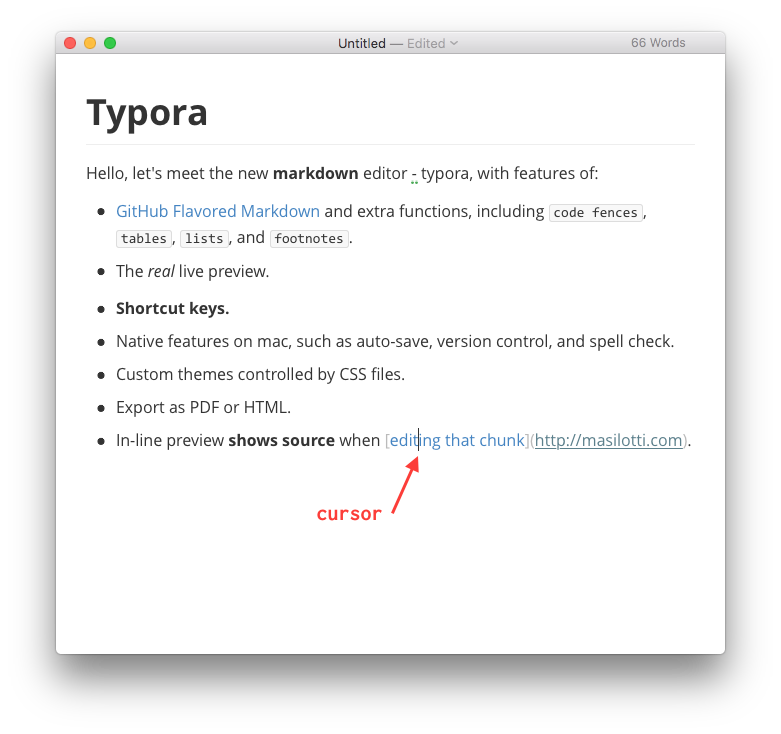 Untitled — Edited
66 Words
Typora
Hello, let's meet the new markdown editor - typora, with features of:
GitHub Flavored Markdown and extra functions, including code fences,
tables, lists, and footnotes.
The real live preview.
Shortcut keys.
Native features on mac, such as auto-save, version control, and spell check.
Custom themes controlled by CSS files.
Export as PDF or HTML.
In-line preview shows source when [editing that chunk](http://masilotti.com).
cursor